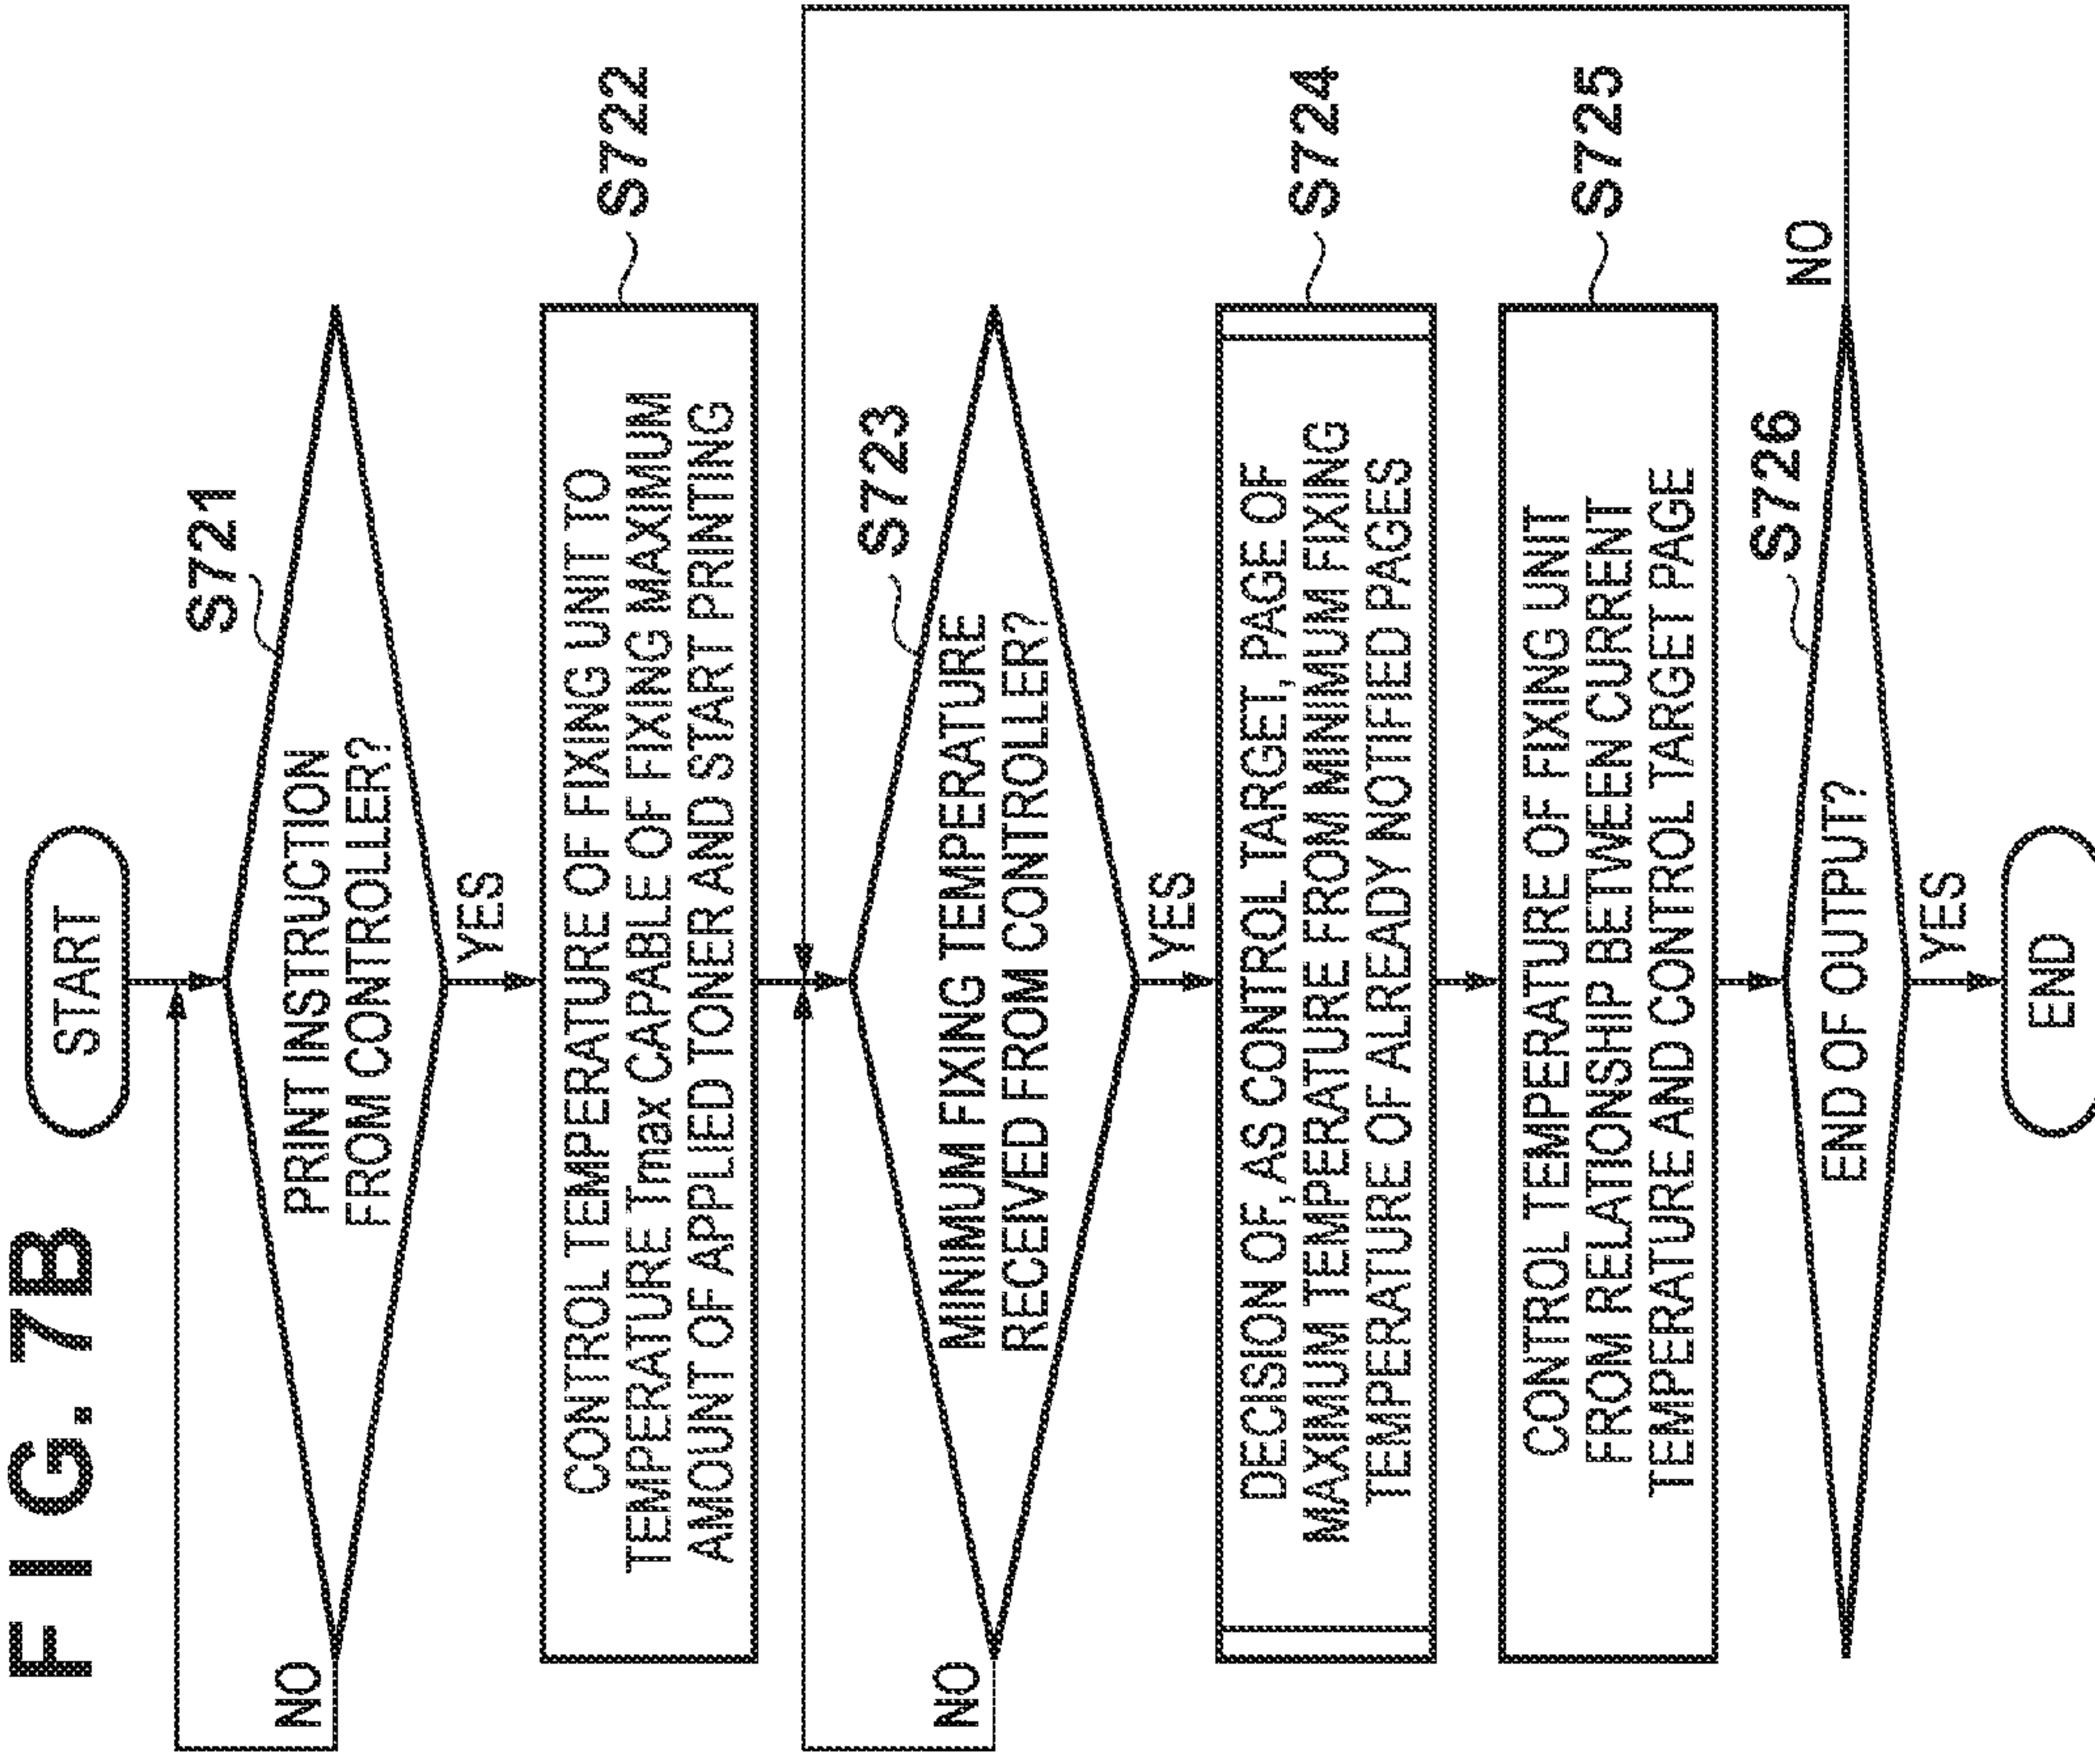 FIG. 7B
START
S721
PRINT INSTRUCTION
FROM CONTROLLER?
NO
YES
S722
CONTROL TEMPERATURE OF FIXING UNIT TO
TEMPERATURE Tmax CAPABLE OF FIXING MAXIMUM
AMOUNT OF APPLIED TONER AND START PRINTING
S723
MINIMUM FIXING TEMPERATURE
RECEIVED FROM CONTROLLER?
NO
YES
S724
DECISION OF, AS CONTROL TARGET, PAGE OF
MAXIMUM TEMPERATURE FROM MINIMUM FIXING
TEMPERATURE OF ALREADY NOTIFIED PAGES
S725
CONTROL TEMPERATURE OF FIXING UNIT
FROM RELATIONSHIP BETWEEN CURRENT
TEMPERATURE AND CONTROL TARGET PAGE
S726
END OF OUTPUT?
NO
YES
END